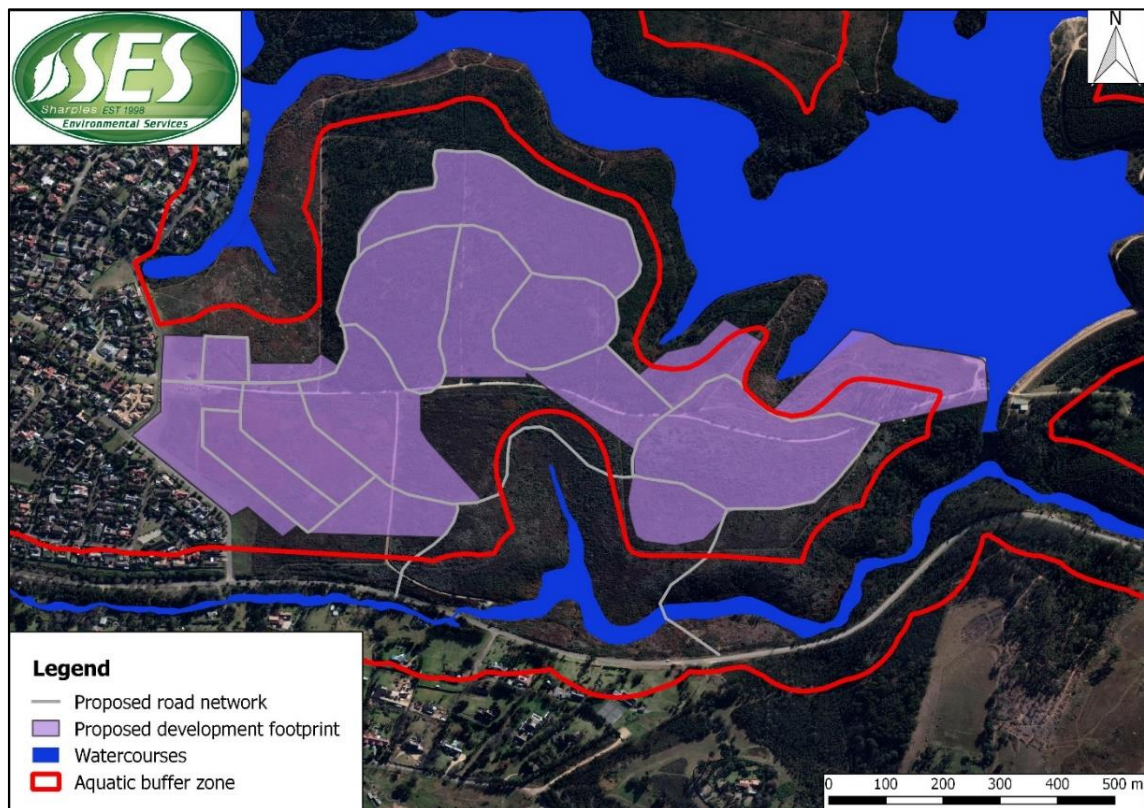 SES
Sharples EST 1998
Environmental Services
N
Legend
Proposed road network
Proposed development footprint
Watercourses
Aquatic buffer zone
0 100 200 300 400 500 m